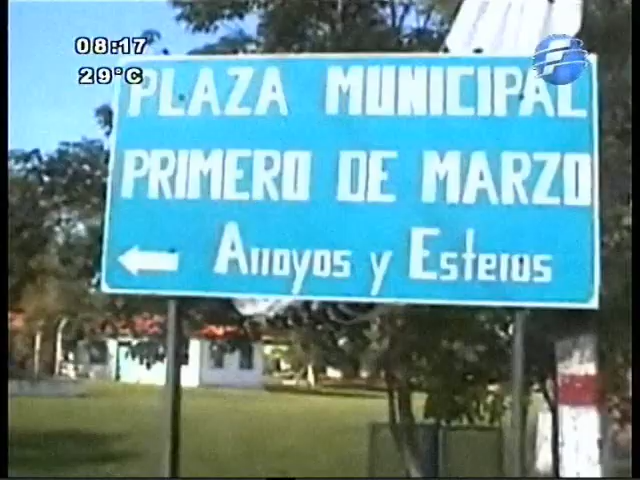 08:17
29°C
PLAZA MUNICIPAL
PRIMERO DE MARZO
Arroyos y Esteros